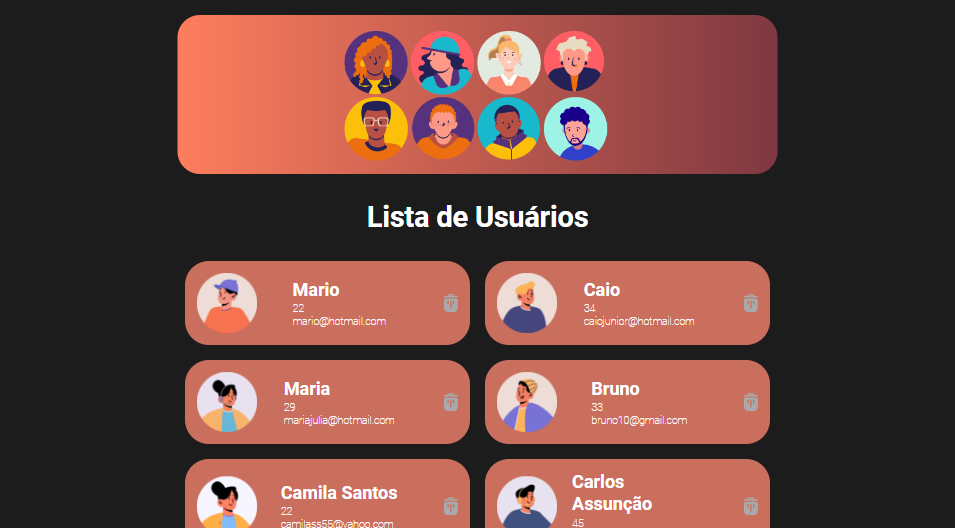 Lista de Usuários
Mario
22
mario@hotmail.com
Caio
34
caiojunior@hotmail.com
Maria
29
mariajulia@hotmail.com
Bruno
33
bruno10@gmail.com
Camila Santos
22
camilass55@yahoo.com
Carlos
Assunção
45